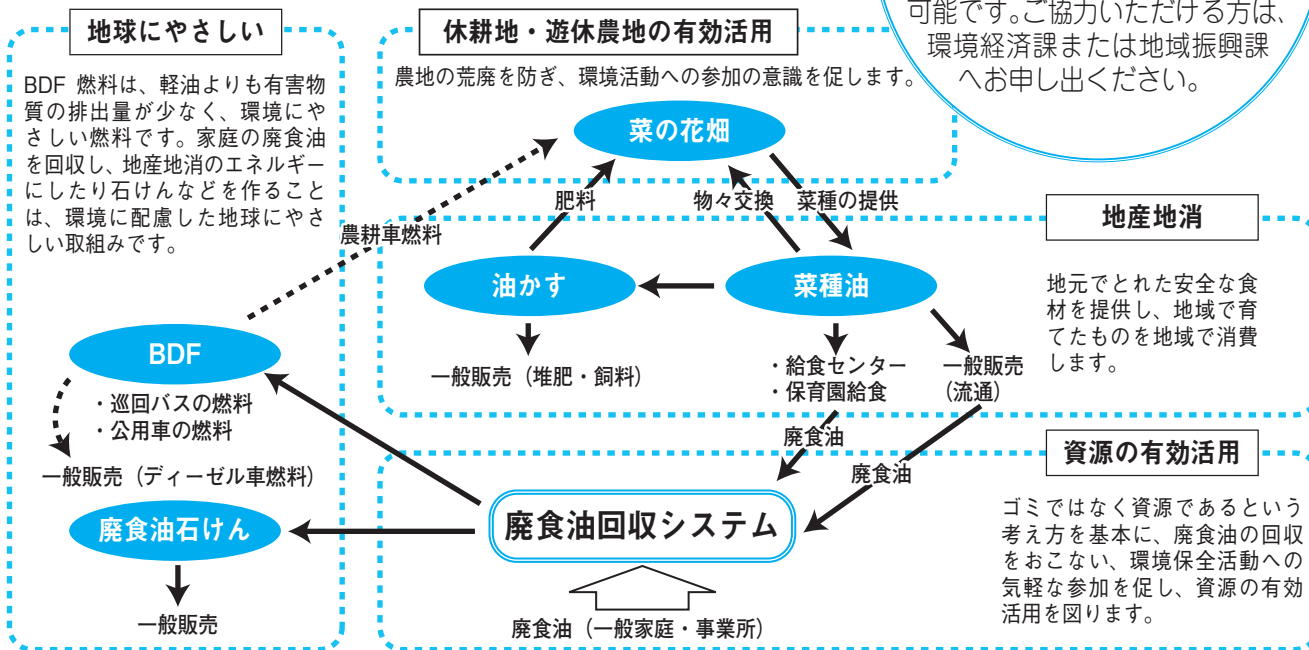 可能です。ご協力いただける方は、
環境経済課または地域振興課
へお申し出ください。
地球にやさしい
BDF 燃料は、軽油よりも有害物
質の排出量が少なく、環境にや
さしい燃料です。家庭の廃食油
を回収し、地産地消のエネルギー
にしたり石けんなどを作ること
は、環境に配慮した地球にやさ
しい取組みです。
休耕地・遊休農地の有効活用
農地の荒廃を防ぎ、環境活動への参加の意識を促します。
菜の花畑
肥料
物々交換
菜種の提供
農耕車燃料
地産地消
地元でとれた安全な食
材を提供し、地域で育
てたものを地域で消費
します。
油かす
菜種油
一般販売（堆肥・飼料）
・給食センター
・保育園給食
一般販売
（流通）
BDF
・巡回バスの燃料
・公用車の燃料
一般販売（ディーゼル車燃料）
廃食油
廃食油
資源の有効活用
ゴミではなく資源であるという
考え方を基本に、廃食油の回収
をおこない、環境保全活動への
気軽な参加を促し、資源の有効
活用を図ります。
廃食油回収システム
廃食油石けん
一般販売
廃食油（一般家庭・事業所）